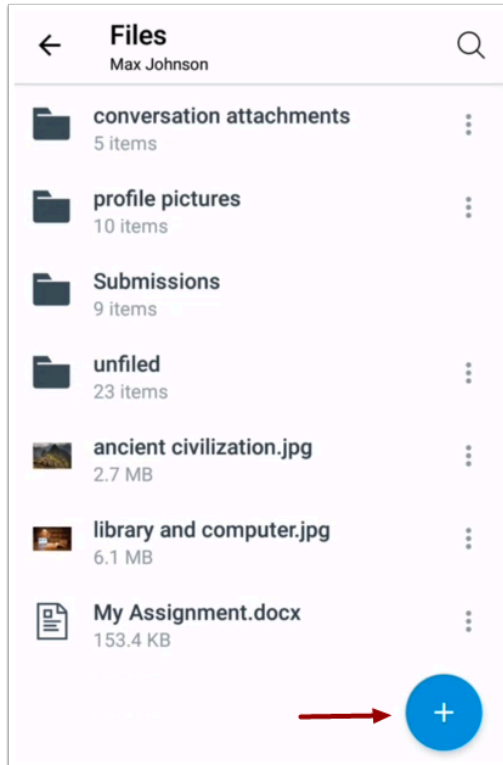 Files
Max Johnson
conversation attachments
5 items
profile pictures
10 items
Submissions
9 items
unfiled
23 items
ancient civilization.jpg
2.7 MB
library and computer.jpg
6.1 MB
My Assignment.docx
153.4 KB